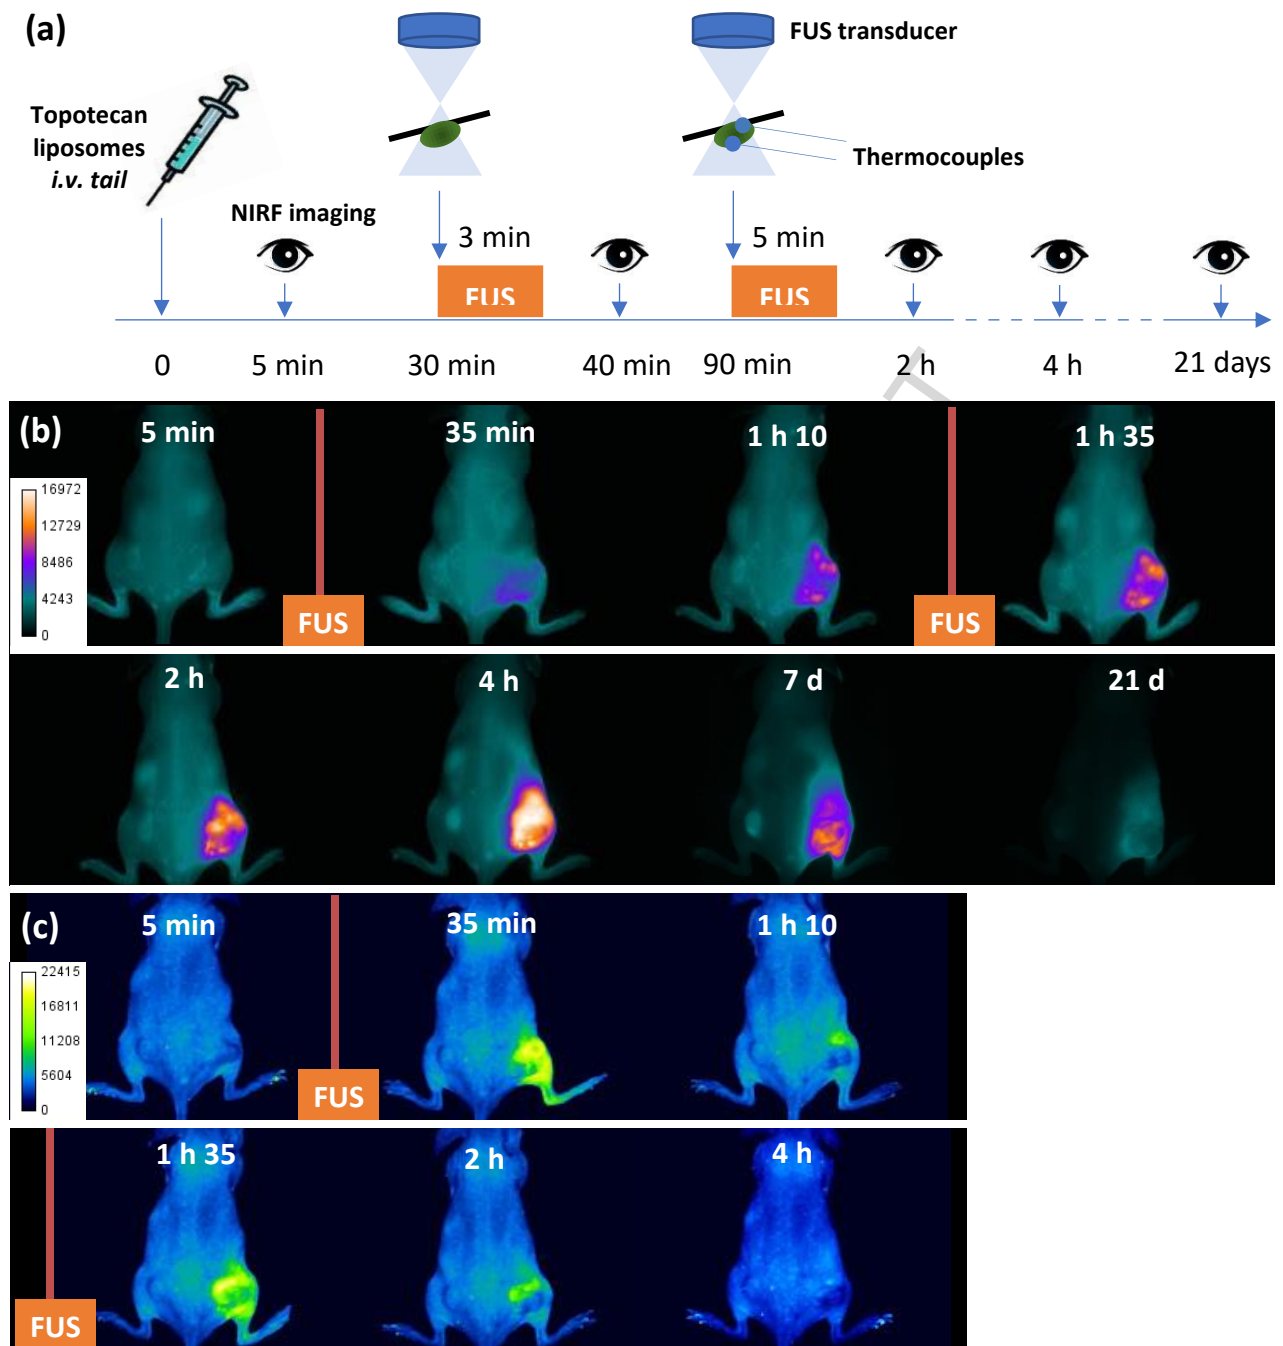 (a)
FUS transducer
Topotecan
liposomes
i.v. tail
Thermocouples
NIRF imaging
3 min
5 min
FUS
FUS
0
5 min
30 min
40 min
90 min
2 h
4 h
21 days
T
(b)
5 min
35 min
1 h 10
1 h 35
16972
12729
8486
4243
0
FUS
FUS
2 h
4 h
7 d
21 d
(c)
5 min
35 min
1 h 10
22415
16811
11208
5604
0
FUS
1 h 35
2 h
4 h
FUS